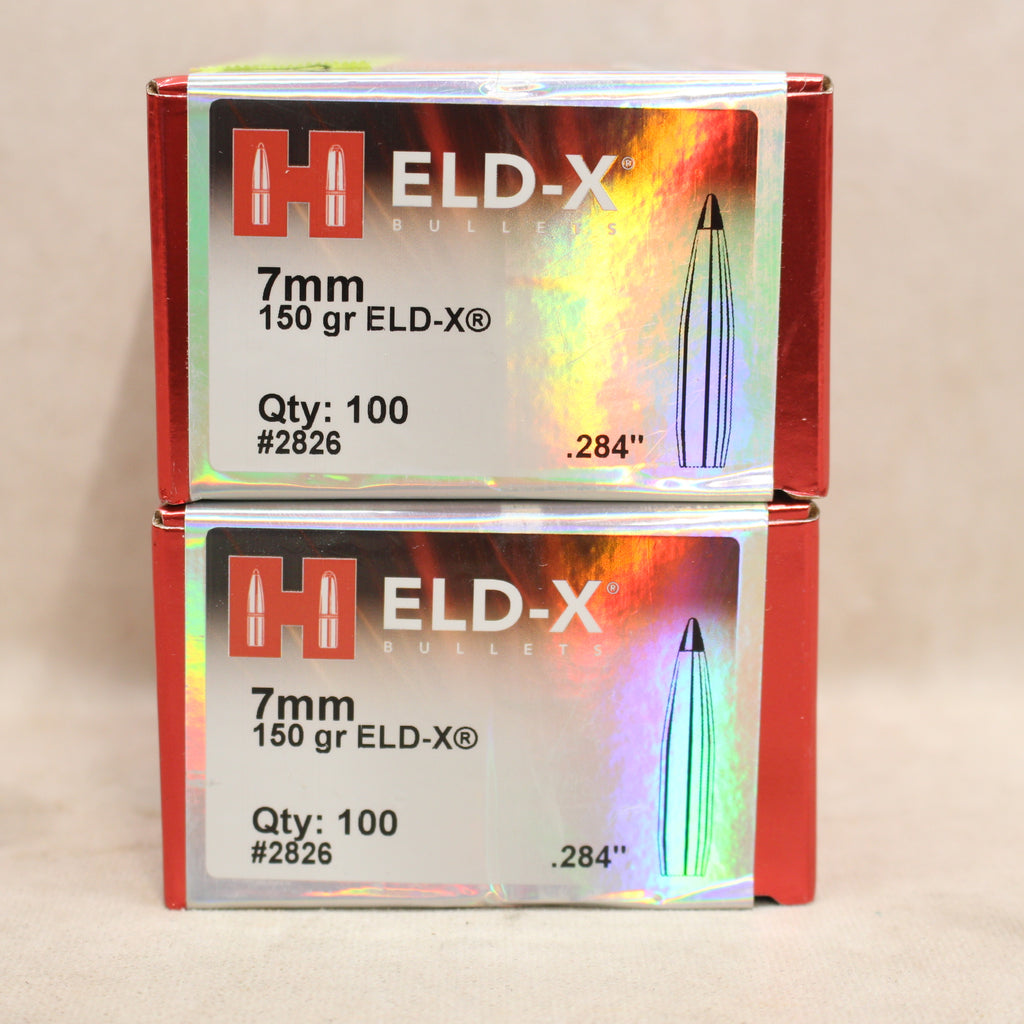 H ELD-X®
BULLETS
7mm
150 gr ELD-X®
Qty: 100
#2826 .284"
H ELD-X®
BULLETS
7mm
150 gr ELD-X®
Qty: 100
#2826 .284"